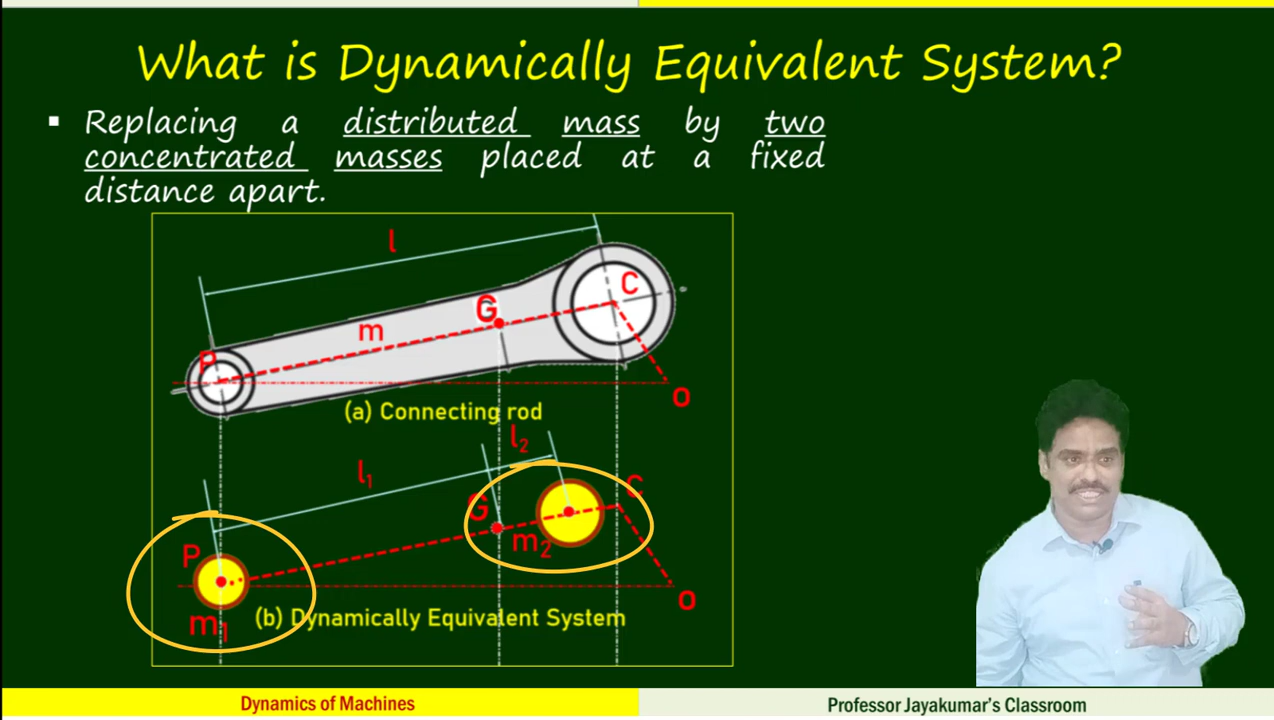 What is Dynamically Equivalent System?
▪ Replacing a distributed mass by two
concentrated masses placed at a fixed
distance apart.
l
C
G
m
P
O
(a) Connecting rod
l₂
l₁
C
G
m₂
P
O
(b) Dynamically Equivalent System
m₁
Dynamics of Machines
Professor Jayakumar's Classroom